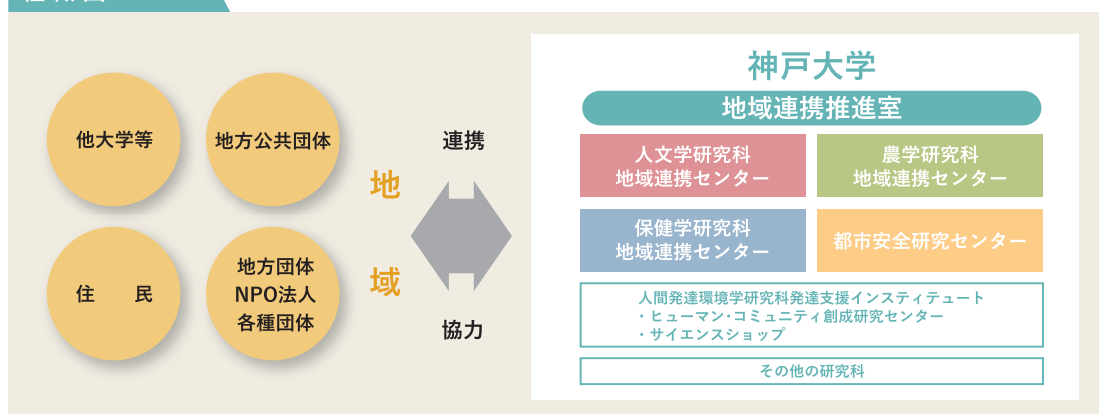 他大学等
地方公共団体
住　民
地方団体
NPO法人
各種団体
地
域
連携
協力
神戸大学
地域連携推進室
人文学研究科
地域連携センター
農学研究科
地域連携センター
保健学研究科
地域連携センター
都市安全研究センター
人間発達環境学研究科発達支援インスティテュート
・ヒューマン・コミュニティ創成研究センター
・サイエンスショップ
その他の研究科